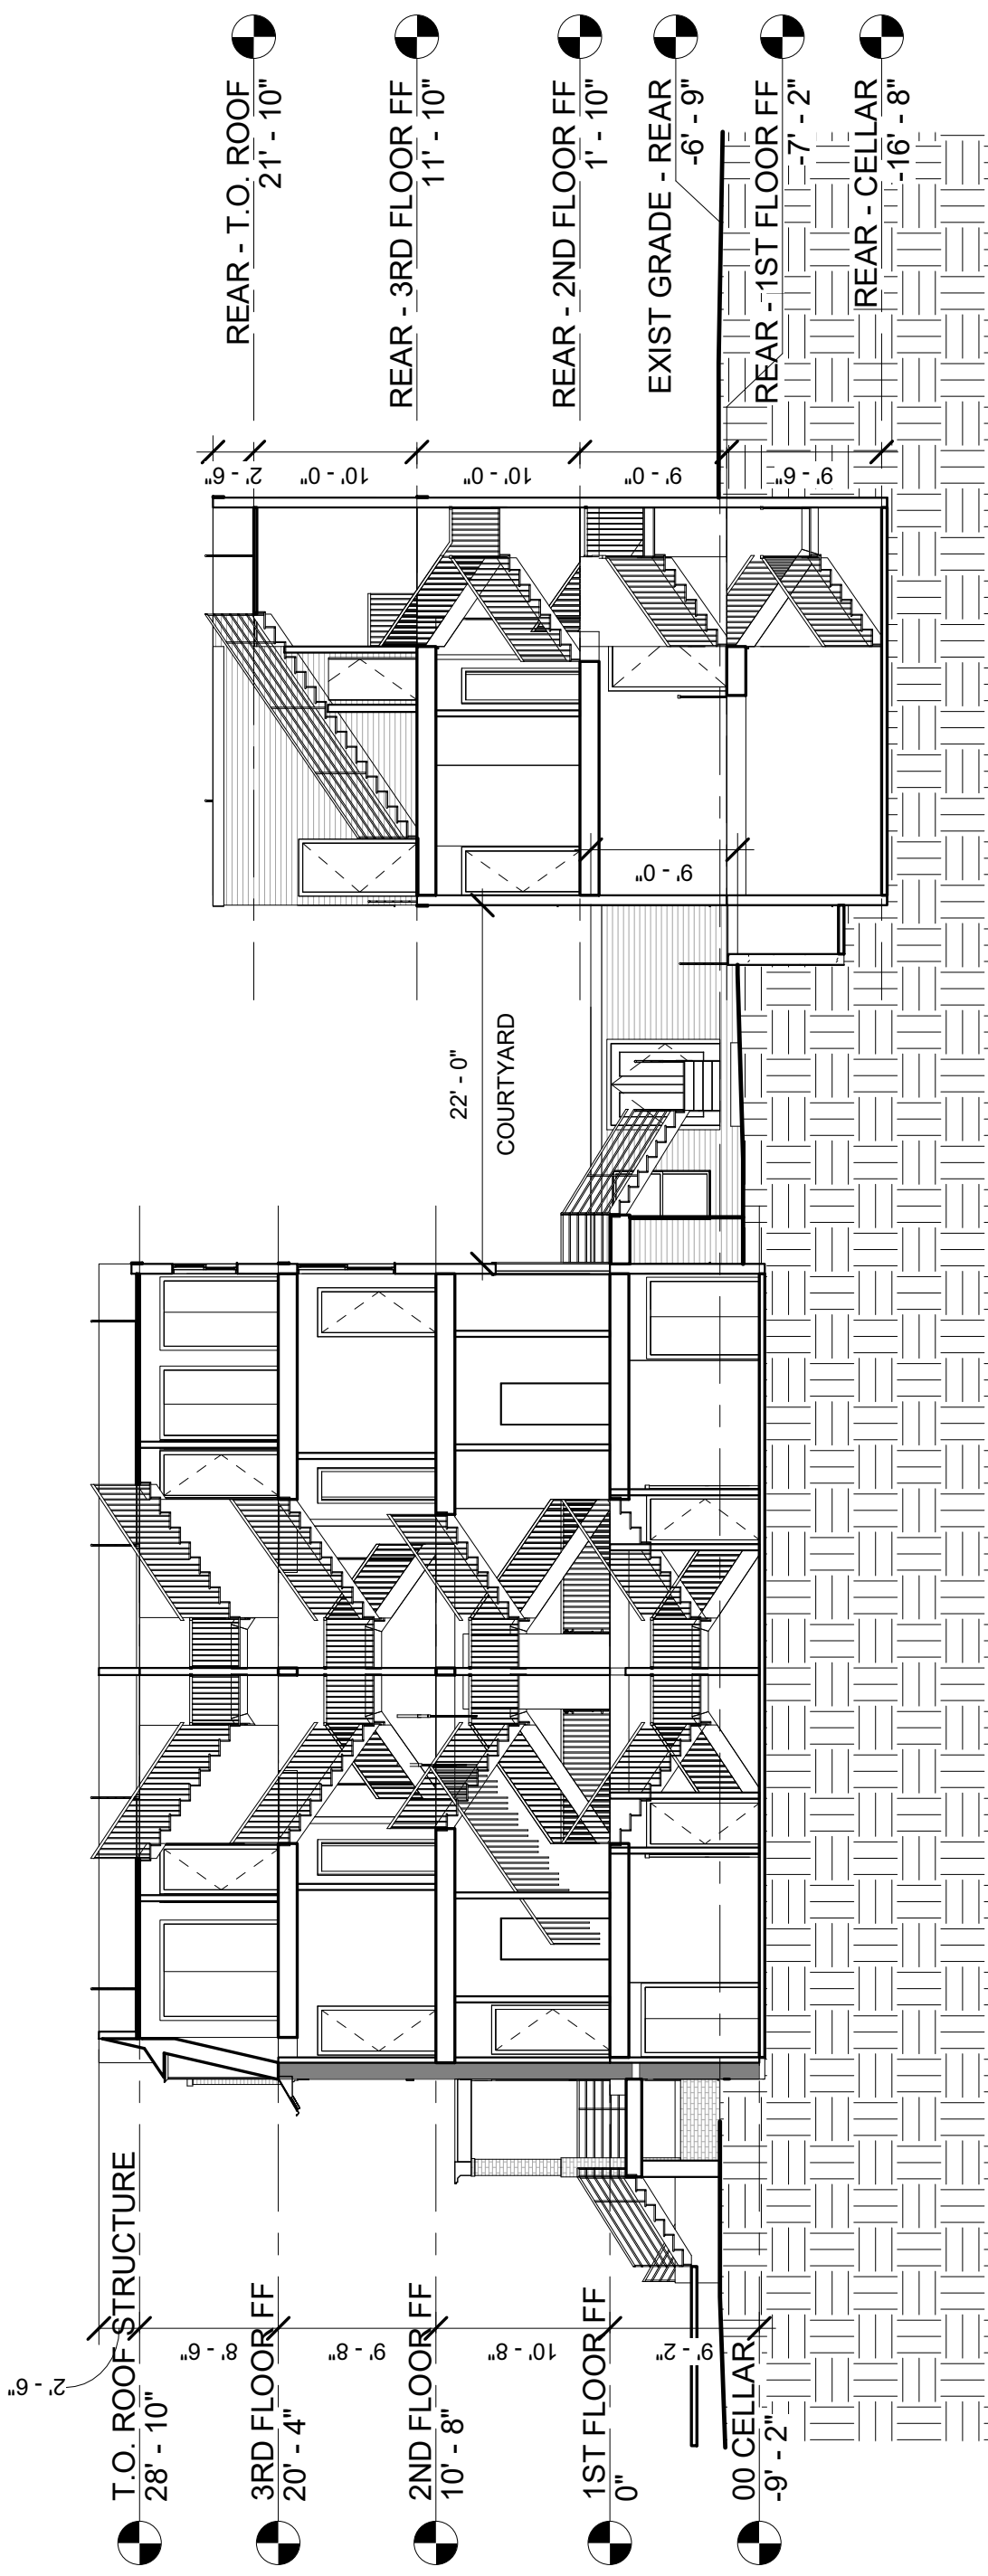 REAR - T.O. ROOF
21' - 10"
REAR - 3RD FLOOR FF
11' - 10"
REAR - 2ND FLOOR FF
1' - 10"
EXIST GRADE - REAR
-6' - 9"
REAR - 1ST FLOOR FF
-7' - 2"
REAR - CELLAR
-16' - 8"
2' - 6"
10' - 0"
10' - 0"
9' - 0"
9' - 6"
9' - 0"
22' - 0"
COURTYARD
T.O. ROOF STRUCTURE
28' - 10"
3RD FLOOR FF
20' - 4"
2ND FLOOR FF
10' - 8"
1ST FLOOR FF
0"
00 CELLAR
-9' - 2"
2' - 6"
8' - 6"
9' - 8"
10' - 8"
9' - 2"